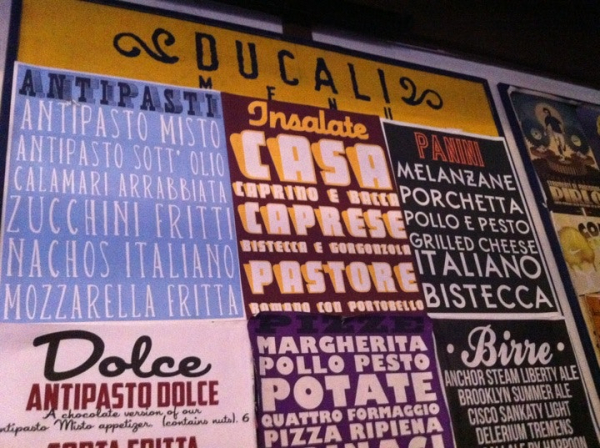 DUCALI
MENU
ANTIPASTI
ANTIPASTO MISTO
ANTIPASTO SOTT' OLIO
CALAMARI ARRABBIATA
ZUCCHINI FRITTI
NACHOS ITALIANO
MOZZARELLA FRITTA
Insalate
CASA
CAPRINO E BACCA
CAPRESE
BISTECCA E GORGONZOLA
PASTORE
ROMANA CON PORTOBELLO
PANINI
MELANZANE
PORCHETTA
POLLO E PESTO
GRILLED CHEESE
ITALIANO
BISTECCA
Dolce
ANTIPASTO DOLCE
A chocolate version of our
Antipasto Misto appetizer. (contains nuts). 6
TORTA FRITTA
PIZZE
MARGHERITA
POLLO PESTO
POTATE
QUATTRO FORMAGGIO
PIZZA RIPIENA
Birre
ANCHOR STEAM LIBERTY ALE
BROOKLYN SUMMER ALE
CISCO SANKATY LIGHT
DELERIUM TREMENS